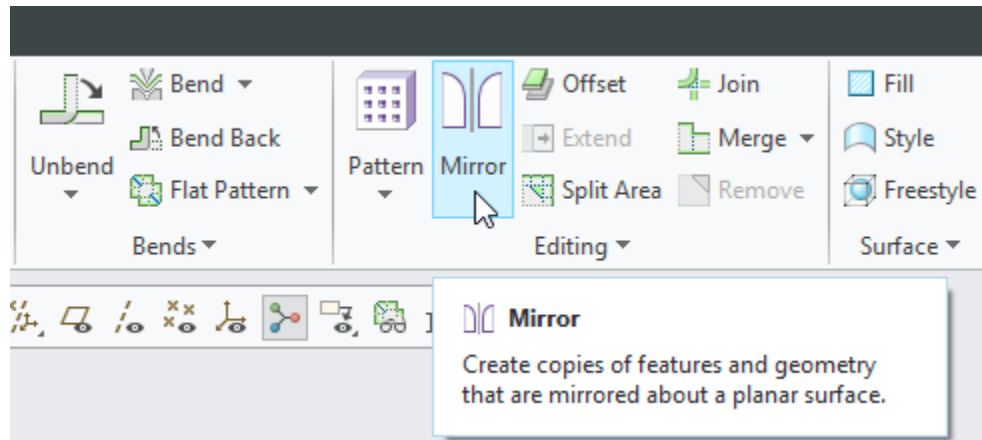 Unbend
Bend
Bend Back
Flat Pattern
Bends
Pattern
Mirror
Offset
Extend
Split Area
Join
Merge
Remove
Editing
Fill
Style
Freestyle
Surface
Mirror
Create copies of features and geometry
that are mirrored about a planar surface.